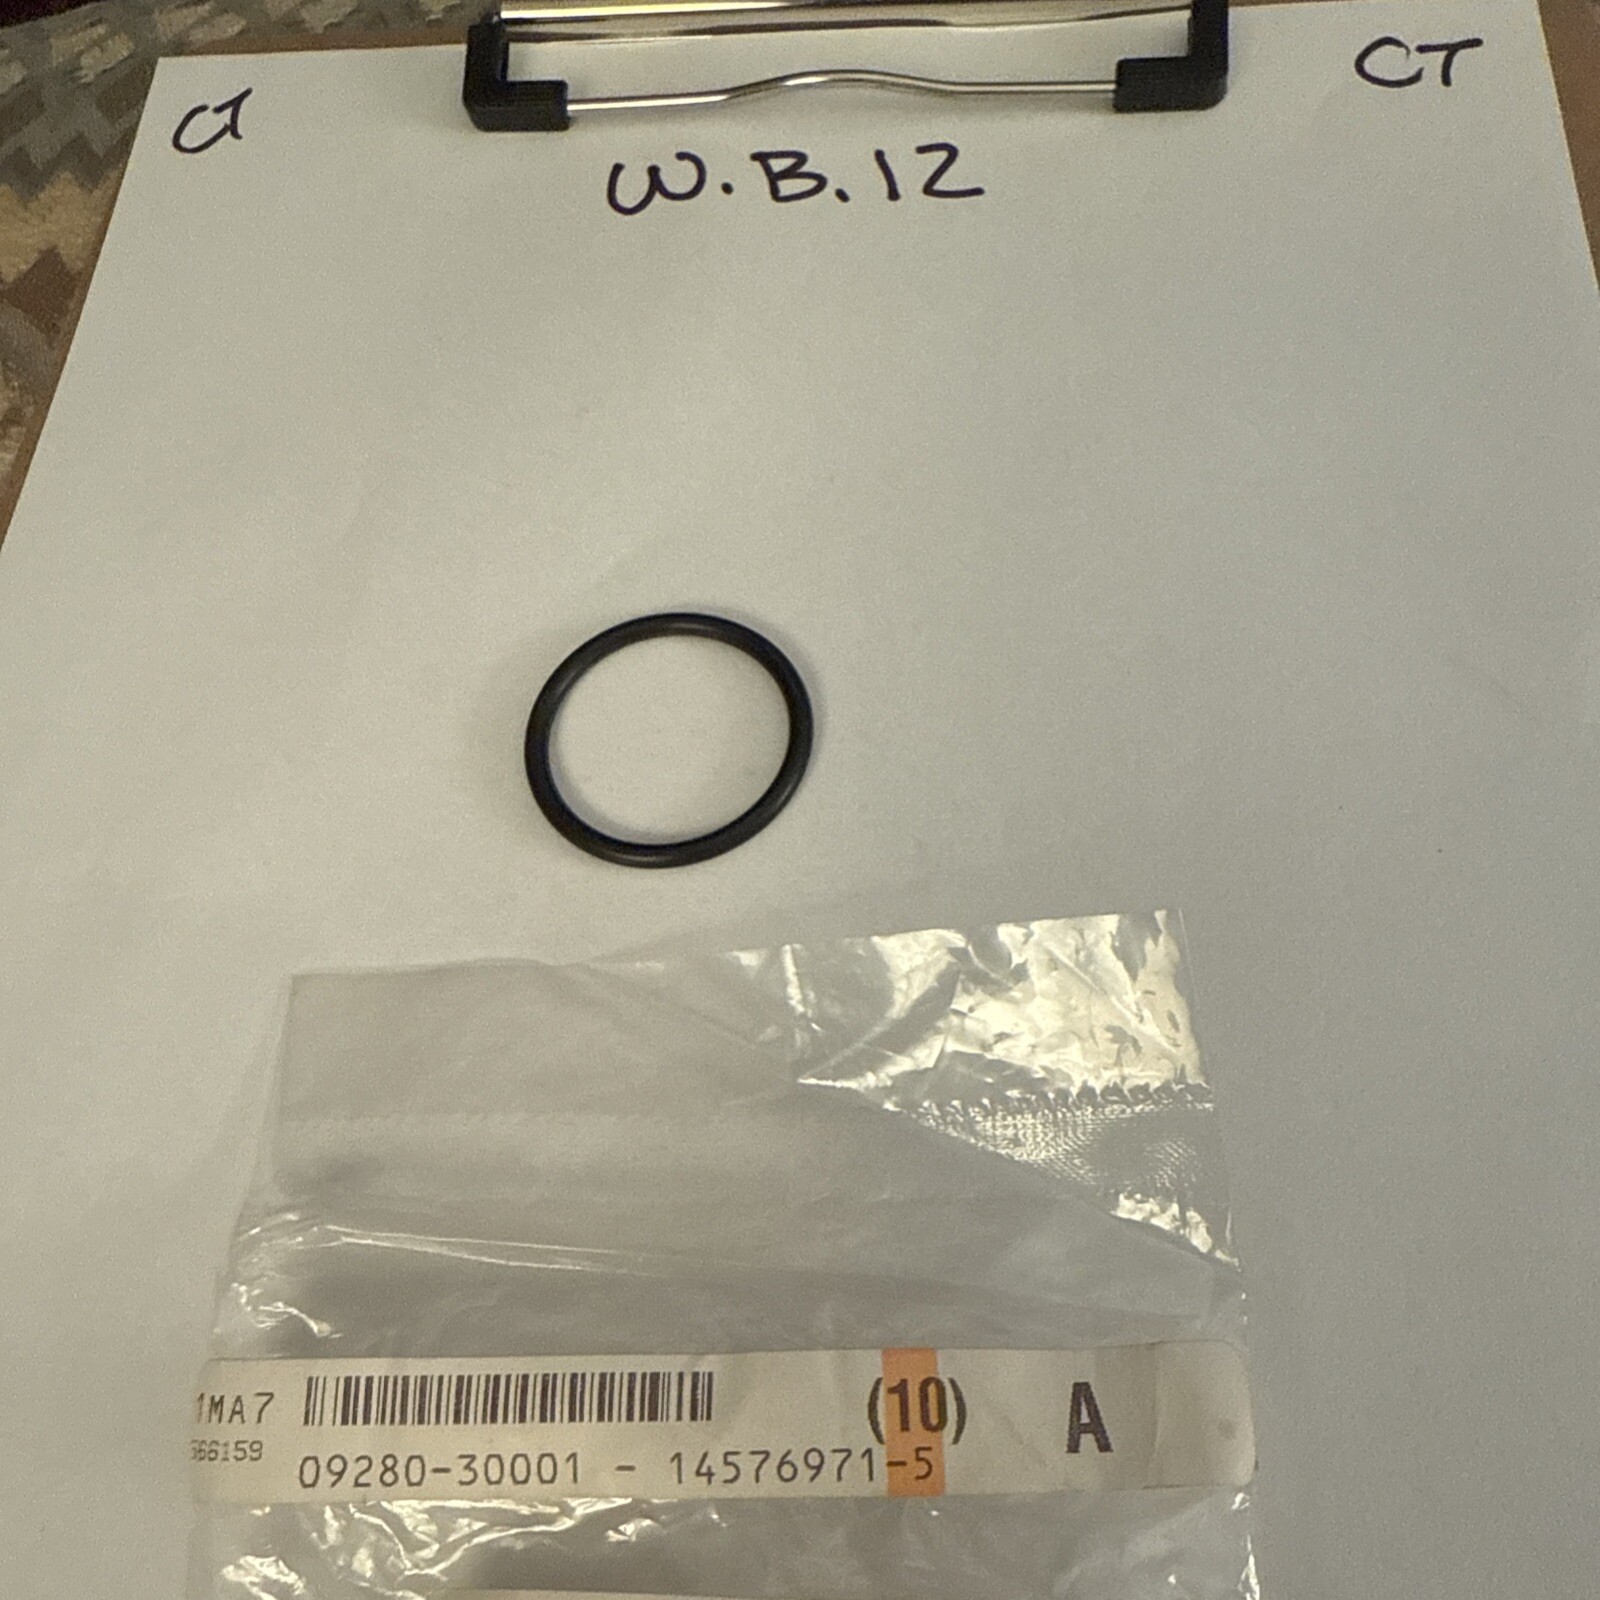 CT
CT
W.B.12
1MA7
(10)
A
566159
09280-30001 - 14576971-5